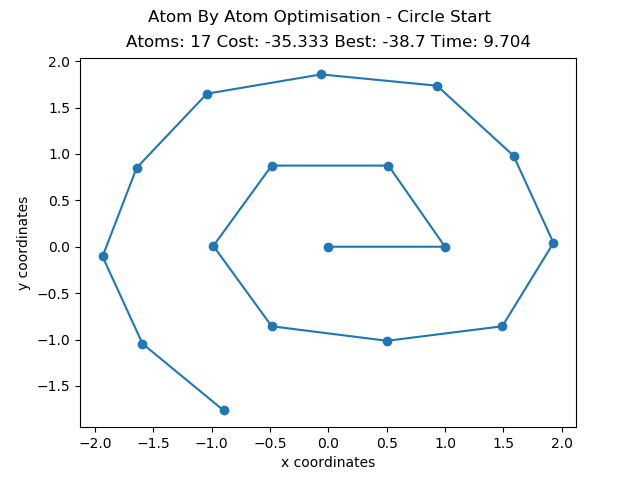 Atom By Atom Optimisation - Circle Start
Atoms: 17 Cost: -35.333 Best: -38.7 Time: 9.704
2.0
1.5
1.0
0.5
0.0
−0.5
−1.0
−1.5
y coordinates
−2.0 −1.5 −1.0 −0.5 0.0 0.5 1.0 1.5 2.0
x coordinates